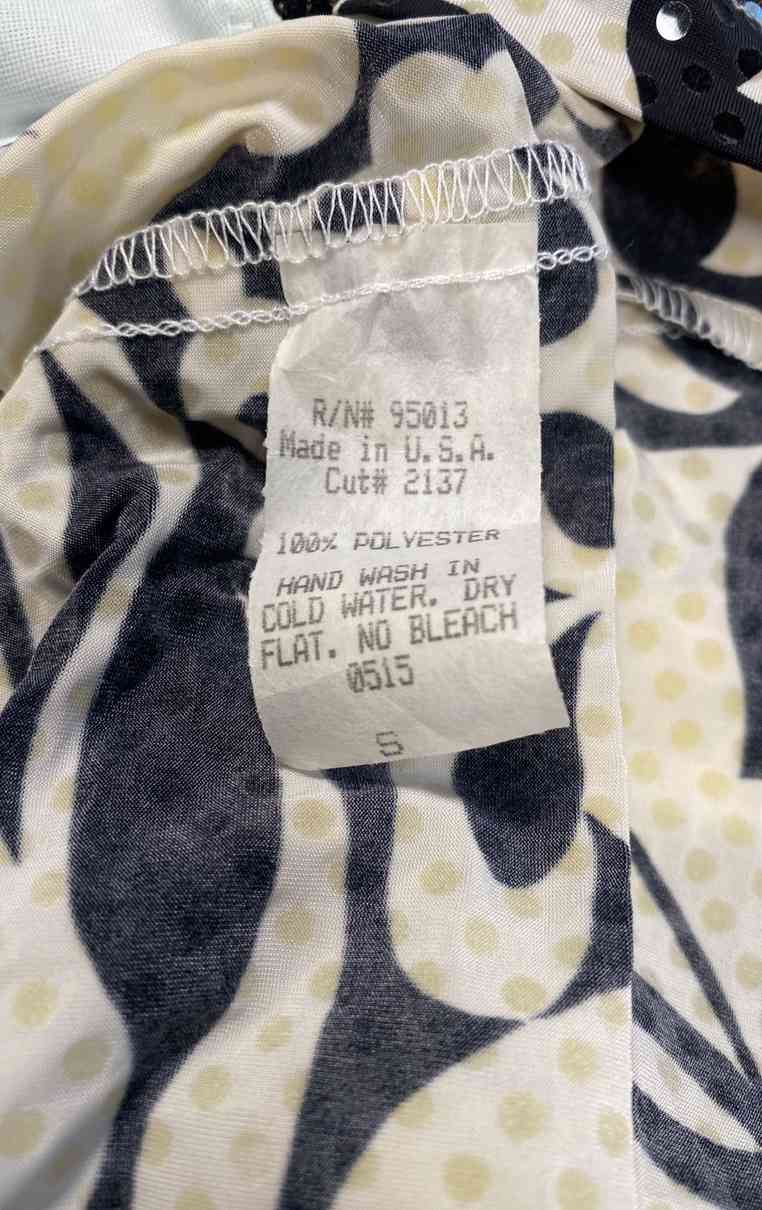 R/N# 95013
Made in U.S.A.
Cut# 2137
100% POLYESTER
HAND WASH IN
COLD WATER. DRY
FLAT. NO BLEACH
0515
S